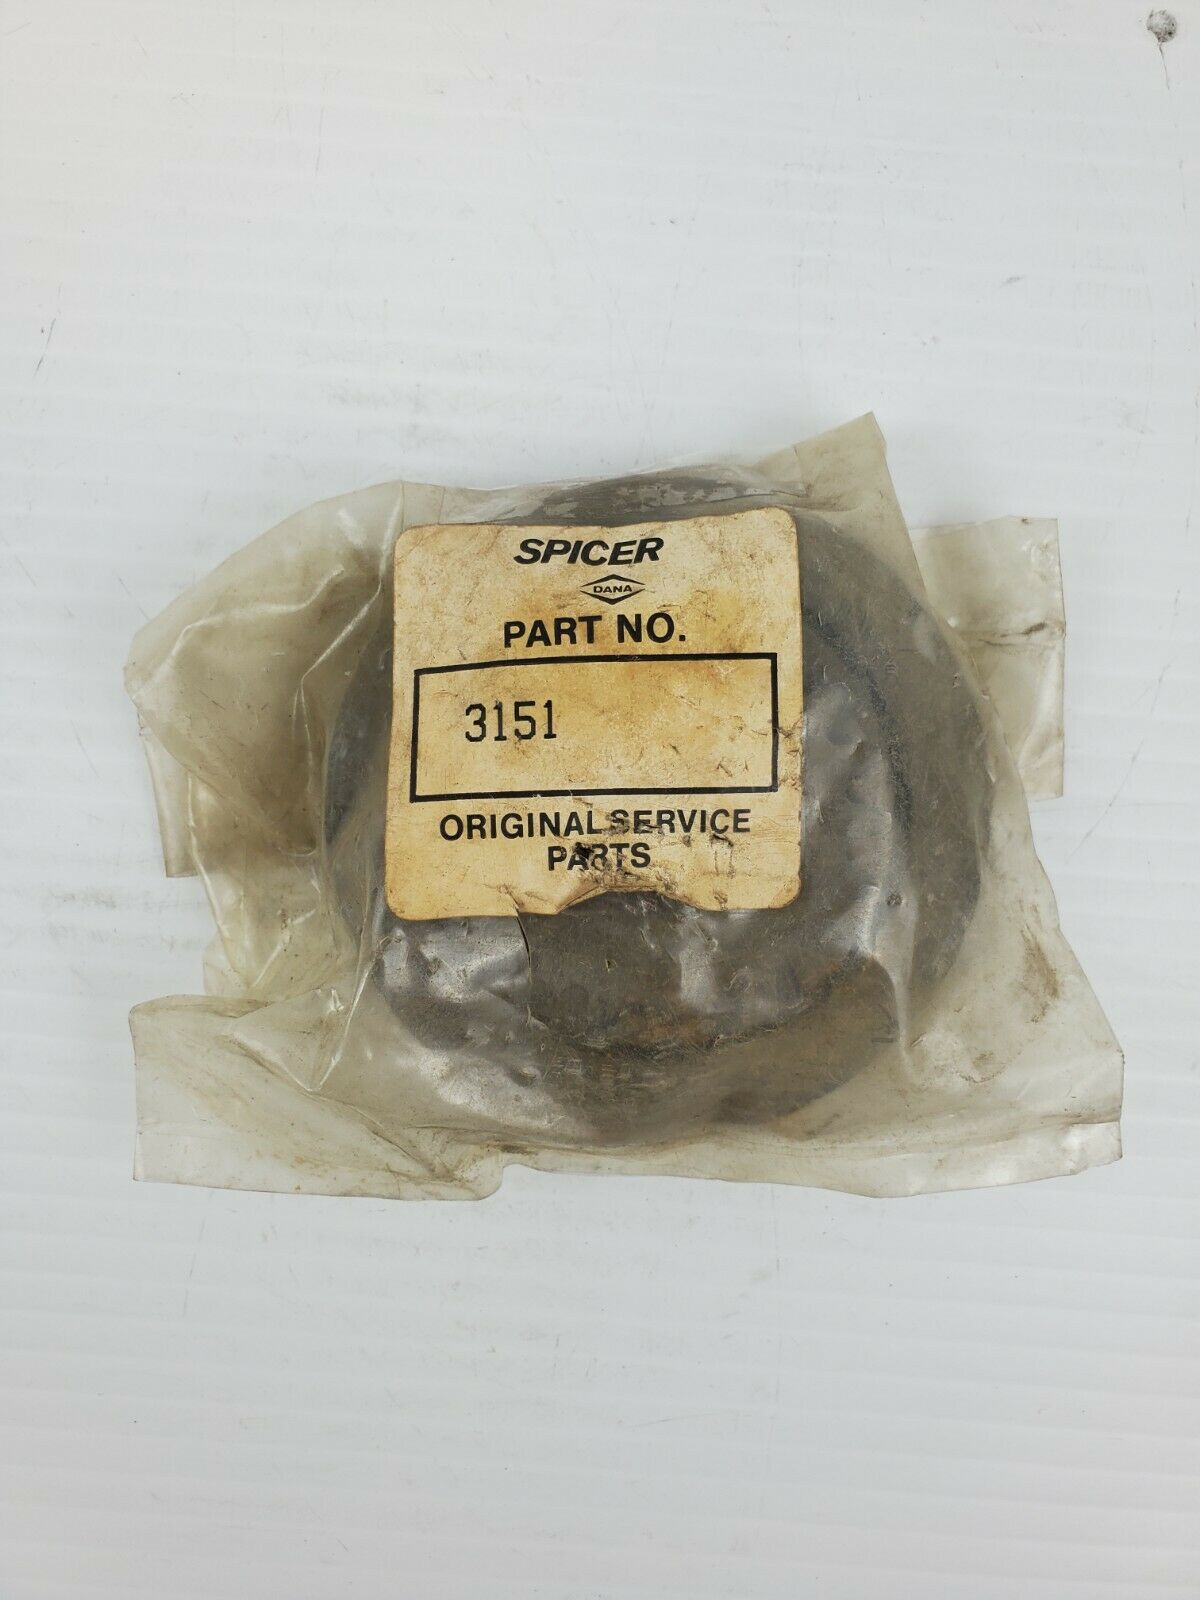 SPICER
DANA
PART NO.
3151
ORIGINAL SERVICE
PARTS